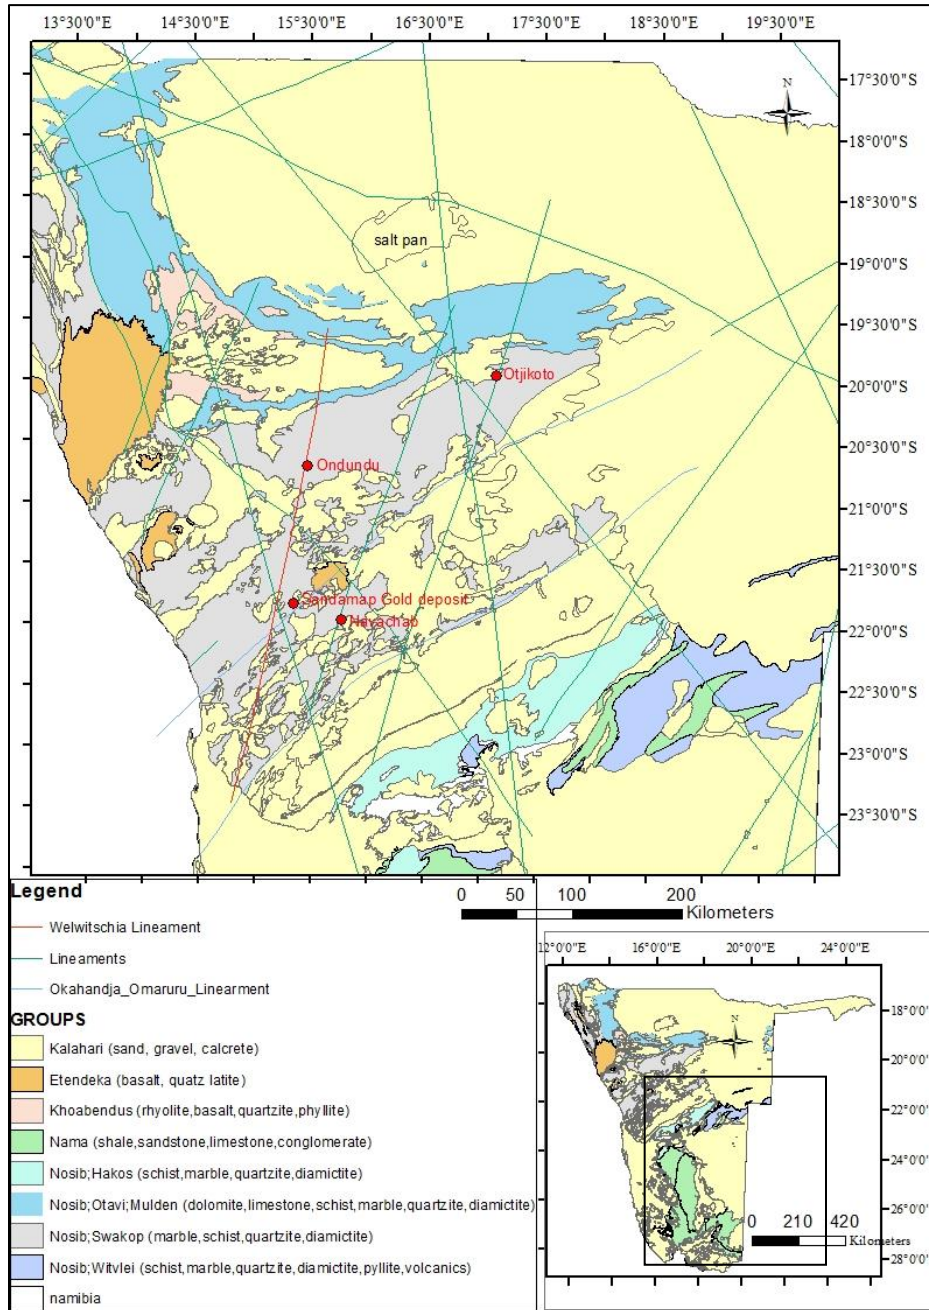 13°30'0"E 14°30'0"E 15°30'0"E 16°30'0"E 17°30'0"E 18°30'0"E 19°30'0"E
17°30'0"S
N
18°0'0"S
18°30'0"S
salt pan
19°0'0"S
19°30'0"S
Otjikoto
20°0'0"S
20°30'0"S
Ondundu
21°0'0"S
21°30'0"S
Sandamap Gold deposit
Navachab
22°0'0"S
22°30'0"S
23°0'0"S
23°30'0"S
Legend
Welwitschia Lineament
Lineaments
Okahandja_Omaruru_Linearment
GROUPS
Kalahari (sand, gravel, calcrete)
Etendeka (basalt, quatz latite)
Khoabendus (rhyolite,basalt,quartzite,phyllite)
Nama (shale,sandstone,limestone,conglomerate)
Nosib;Hakos (schist,marble,quartzite,diamictite)
Nosib;Otavi;Mulden (dolomite,limestone,schist,marble,quartzite,diamictite)
Nosib;Swakop (marble,schist,quartzite,diamictite)
Nosib;Witvlei (schist,marble,quartzite,diamictite,pyllite,volcanics)
namibia
0 50 100 200
Kilometers
12°0'0"E 16°0'0"E 20°0'0"E 24°0'0"E
N
18°0'0"S
20°0'0"S
22°0'0"S
24°0'0"S
26°0'0"S
0 210 420
Kilometers
28°0'0"S